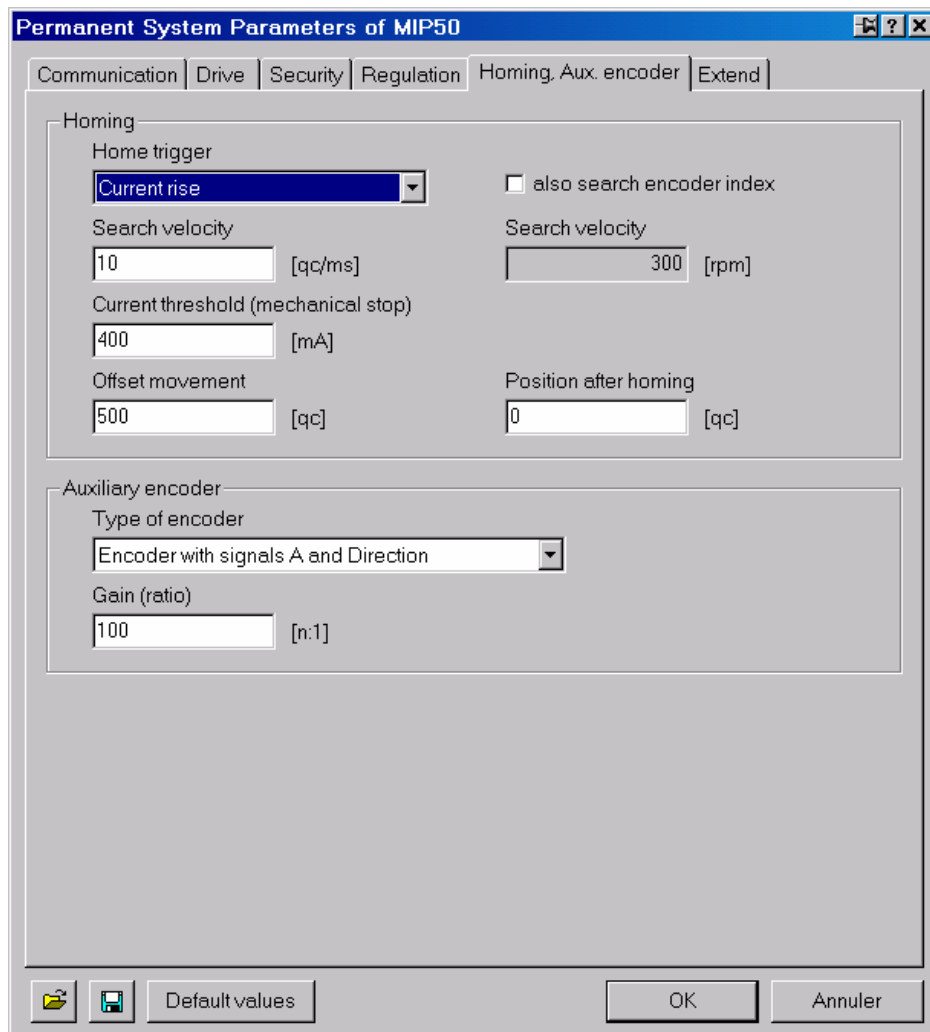 Permanent System Parameters of MIP50
Communication Drive Security Regulation Homing, Aux. encoder Extend
Homing
Home trigger
Current rise also search encoder index
Search velocity Search velocity
10 [qc/ms] 300 [rpm]
Current threshold (mechanical stop)
400 [mA]
Offset movement Position after homing
500 [qc] 0 [qc]
Auxiliary encoder
Type of encoder
Encoder with signals A and Direction
Gain (ratio)
100 [n:1]
Default values OK Annuler